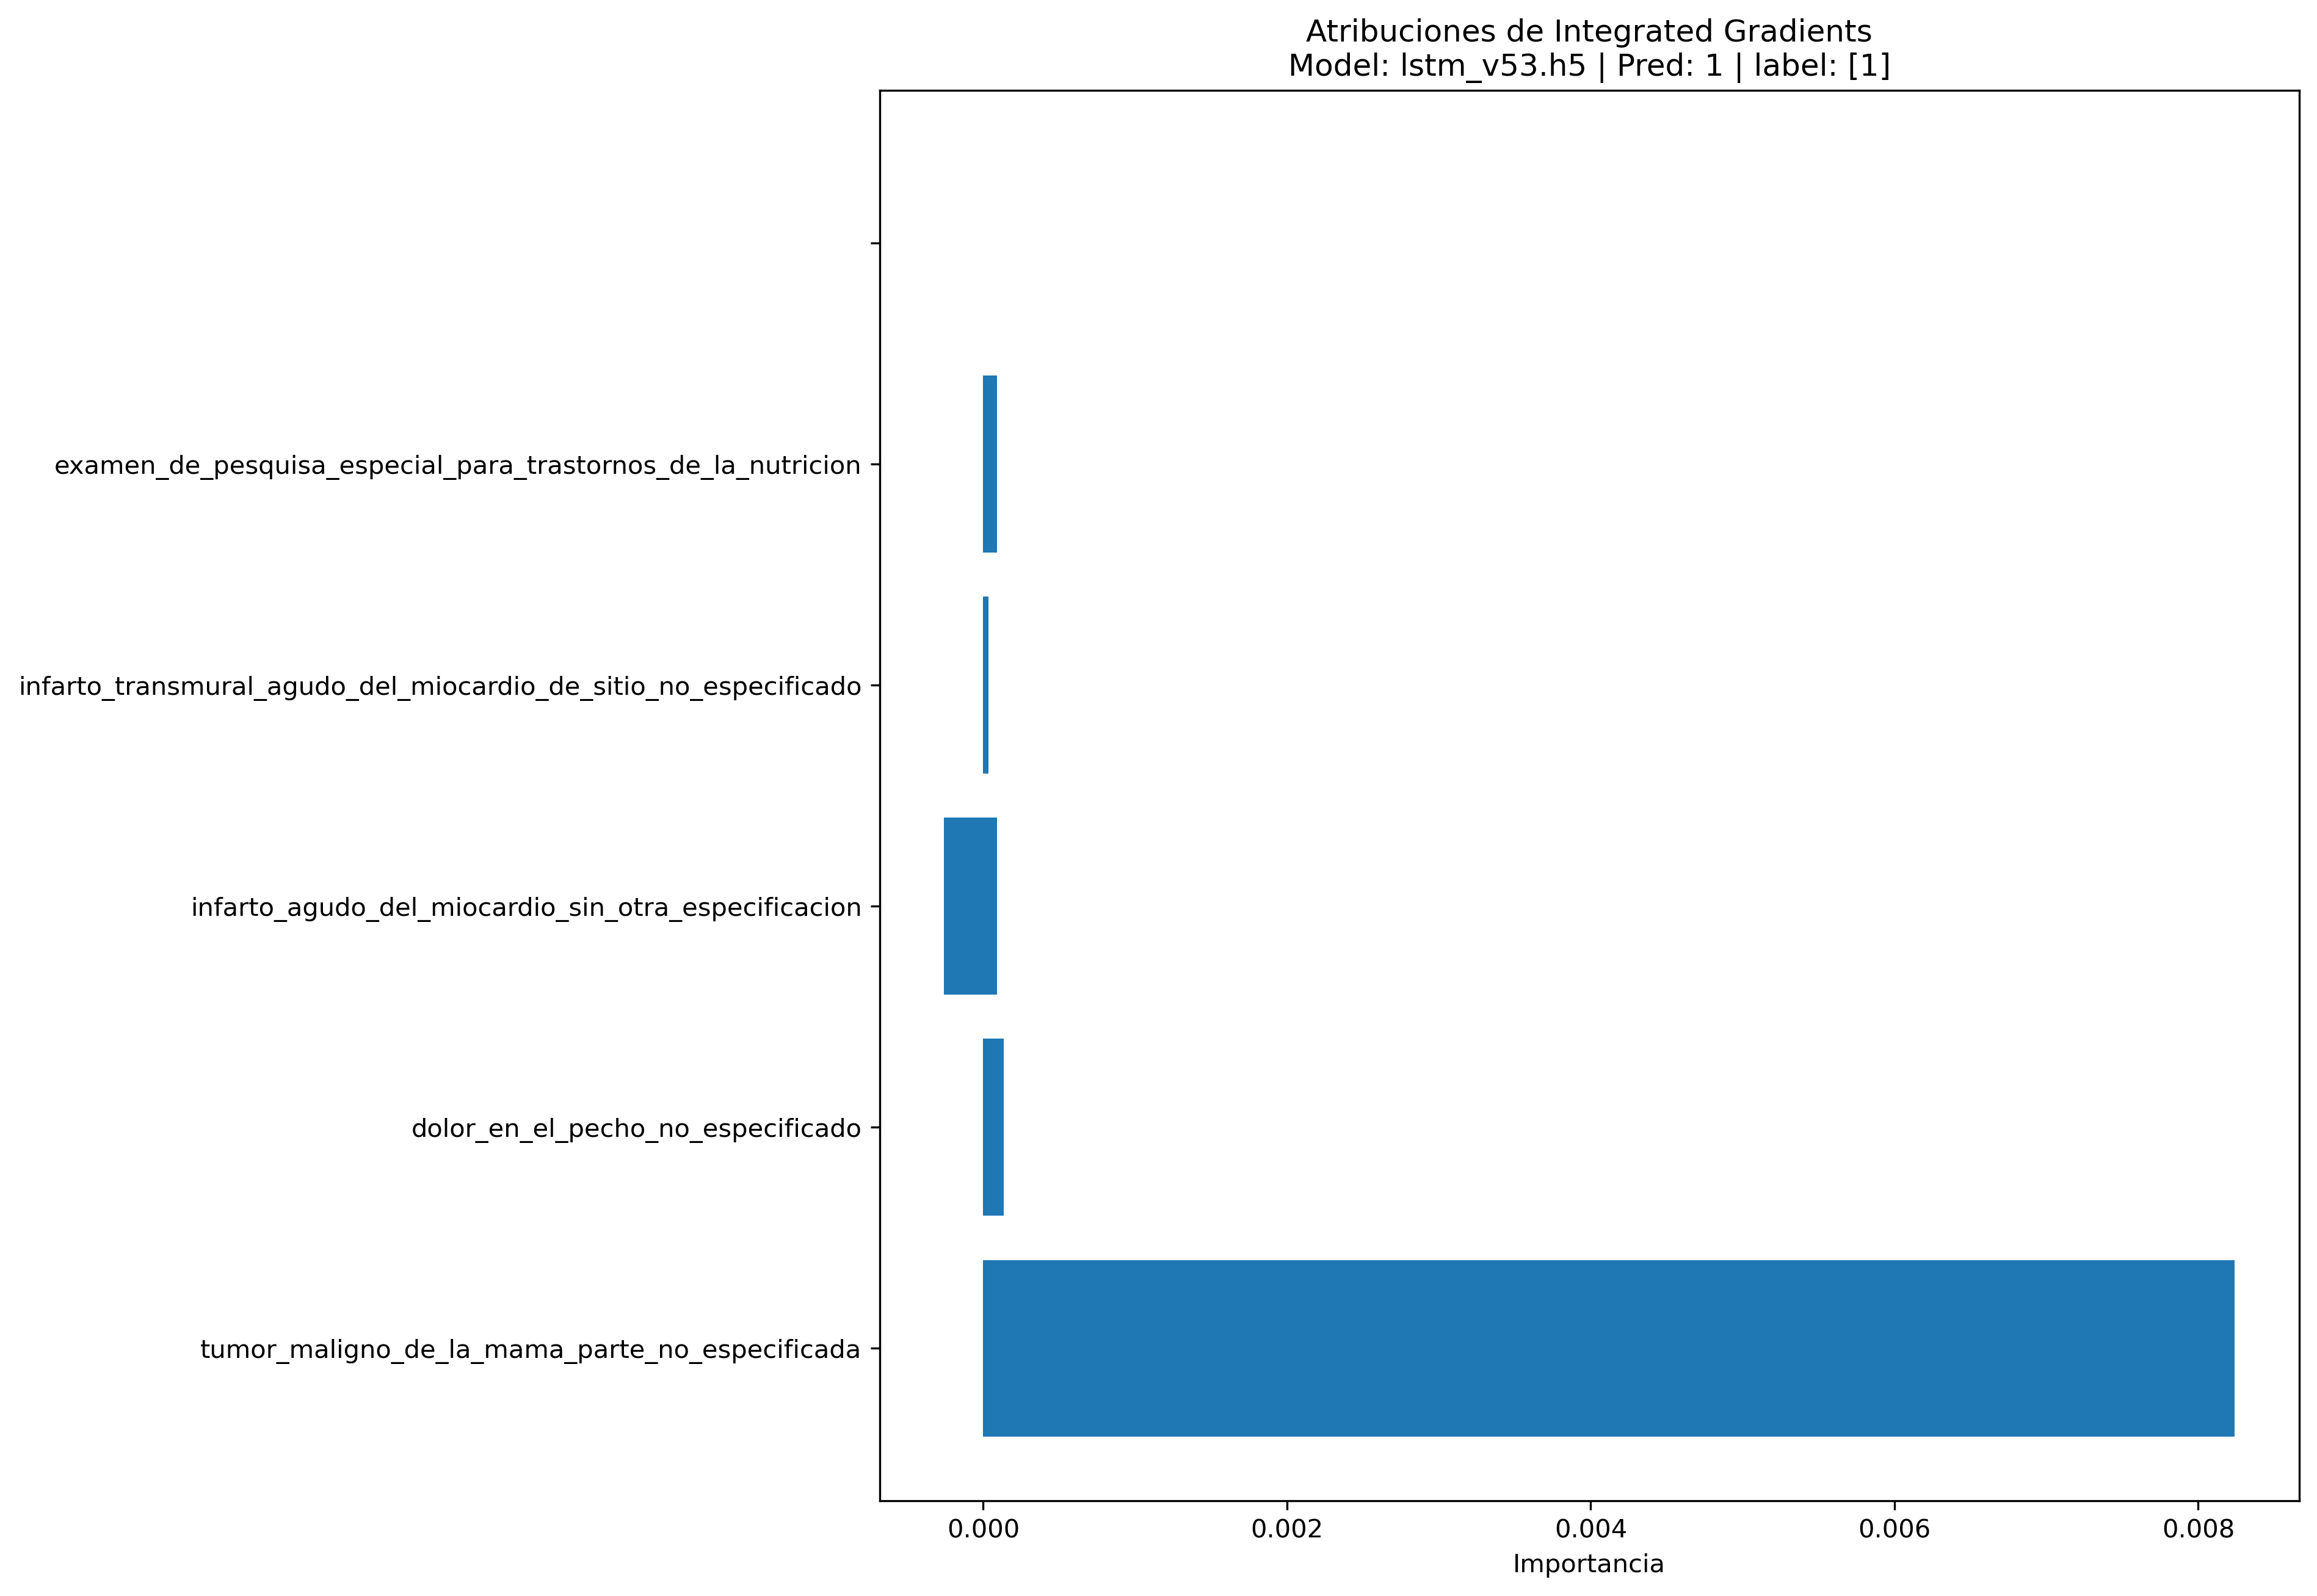 Atribuciones de Integrated Gradients
Model: lstm_v53.h5 | Pred: 1 | label: [1]
examen_de_pesquisa_especial_para_trastornos_de_la_nutricion
infarto_transmural_agudo_del_miocardio_de_sitio_no_especificado
infarto_agudo_del_miocardio_sin_otra_especificacion
dolor_en_el_pecho_no_especificado
tumor_maligno_de_la_mama_parte_no_especificada
0.000 0.002 0.004 0.006 0.008
Importancia